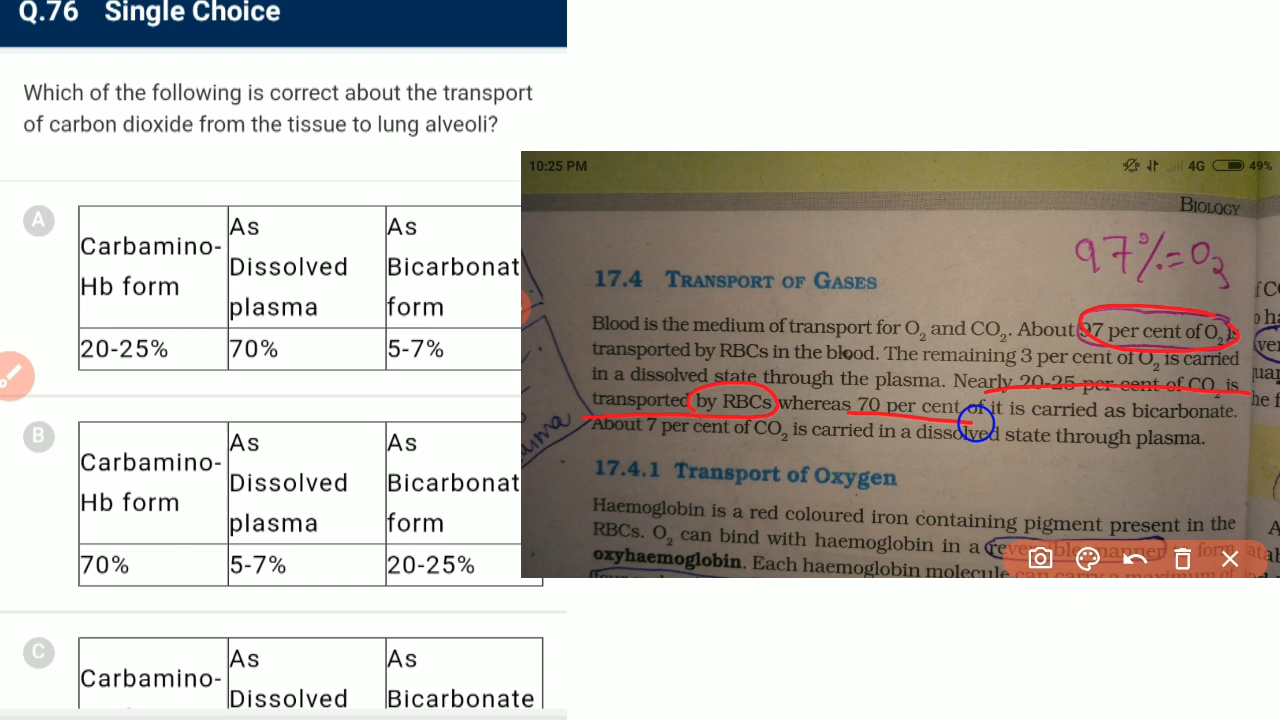 Q.76 Single Choice
Which of the following is correct about the transport
of carbon dioxide from the tissue to lung alveoli?
A
Carbamino-
Hb form
As
Dissolved
plasma
As
Bicarbonat
form
20-25%
70%
5-7%
B
Carbamino-
Hb form
As
Dissolved
plasma
As
Bicarbonat
form
70%
5-7%
20-25%
C
Carbamino-
As
Dissolved
As
Bicarbonate
10:25 PM
4G
49%
BIOLOGY
97%=O₃
17.4 TRANSPORT OF GASES
Blood is the medium of transport for O₂ and CO₂. About 97 per cent of O₂ is
transported by RBCs in the blood. The remaining 3 per cent of O₂ is carried
in a dissolved state through the plasma. Nearly 20-25 per cent of CO₂ is
transported by RBCs whereas 70 per cent of it is carried as bicarbonate.
About 7 per cent of CO₂ is carried in a dissolved state through plasma.
17.4.1 Transport of Oxygen
Haemoglobin is a red coloured iron containing pigment present in the
RBCs. O₂ can bind with haemoglobin in a reversible manner to form
oxyhaemoglobin. Each haemoglobin molecule can carry a maximum of